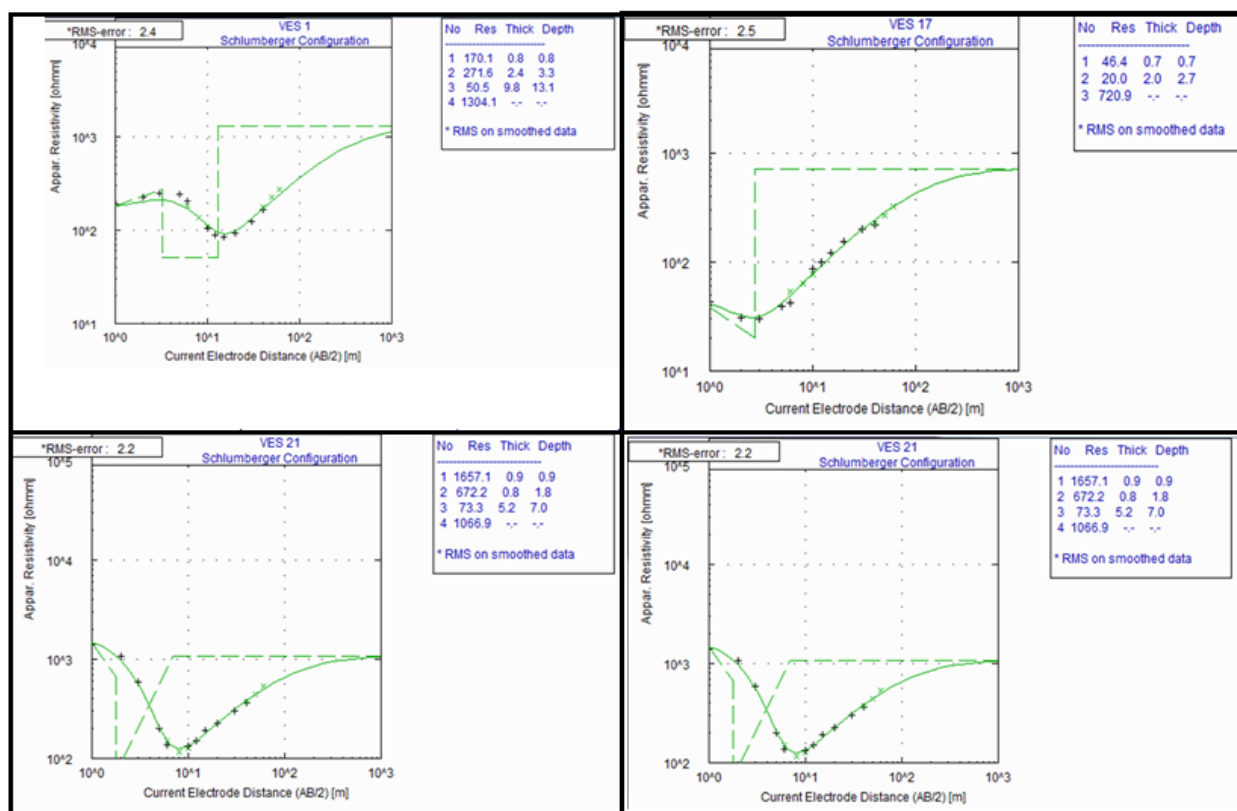 *RMS-error : 2.4
VES 1
Schlumberger Configuration
Appar. Resistivity [ohmm]
10^4
10^3
10^2
10^1
10^0 10^1 10^2 10^3
Current Electrode Distance (AB/2) [m]
No Res Thick Depth
1 170.1 0.8 0.8
2 271.6 2.4 3.3
3 50.5 9.8 13.1
4 1304.1 -.- -.-
* RMS on smoothed data
*RMS-error : 2.5
VES 17
Schlumberger Configuration
Appar. Resistivity [ohmm]
10^4
10^3
10^2
10^1
10^0 10^1 10^2 10^3
Current Electrode Distance (AB/2) [m]
No Res Thick Depth
1 46.4 0.7 0.7
2 20.0 2.0 2.7
3 720.9 -.- -.-
* RMS on smoothed data
*RMS-error : 2.2
VES 21
Schlumberger Configuration
Appar. Resistivity [ohmm]
10^5
10^4
10^3
10^2
10^0 10^1 10^2 10^3
Current Electrode Distance (AB/2) [m]
No Res Thick Depth
1 1657.1 0.9 0.9
2 672.2 0.8 1.8
3 73.3 5.2 7.0
4 1066.9 -.- -.-
* RMS on smoothed data
*RMS-error : 2.2
VES 21
Schlumberger Configuration
Appar. Resistivity [ohmm]
10^5
10^4
10^3
10^2
10^0 10^1 10^2 10^3
Current Electrode Distance (AB/2) [m]
No Res Thick Depth
1 1657.1 0.9 0.9
2 672.2 0.8 1.8
3 73.3 5.2 7.0
4 1066.9 -.- -.-
* RMS on smoothed data